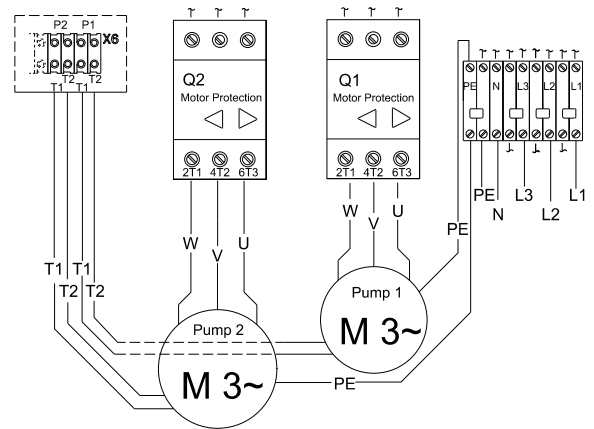 P2 P1
X6
T2 T2
T1 T1
Q2
Motor Protection
2T1 4T2 6T3
Q1
Motor Protection
2T1 4T2 6T3
PE N L3 L2 L1
PE L3 L1
N L2
W V U
W V U
PE
T1 T1
T2 T2
Pump 1
M 3~
Pump 2
M 3~
PE